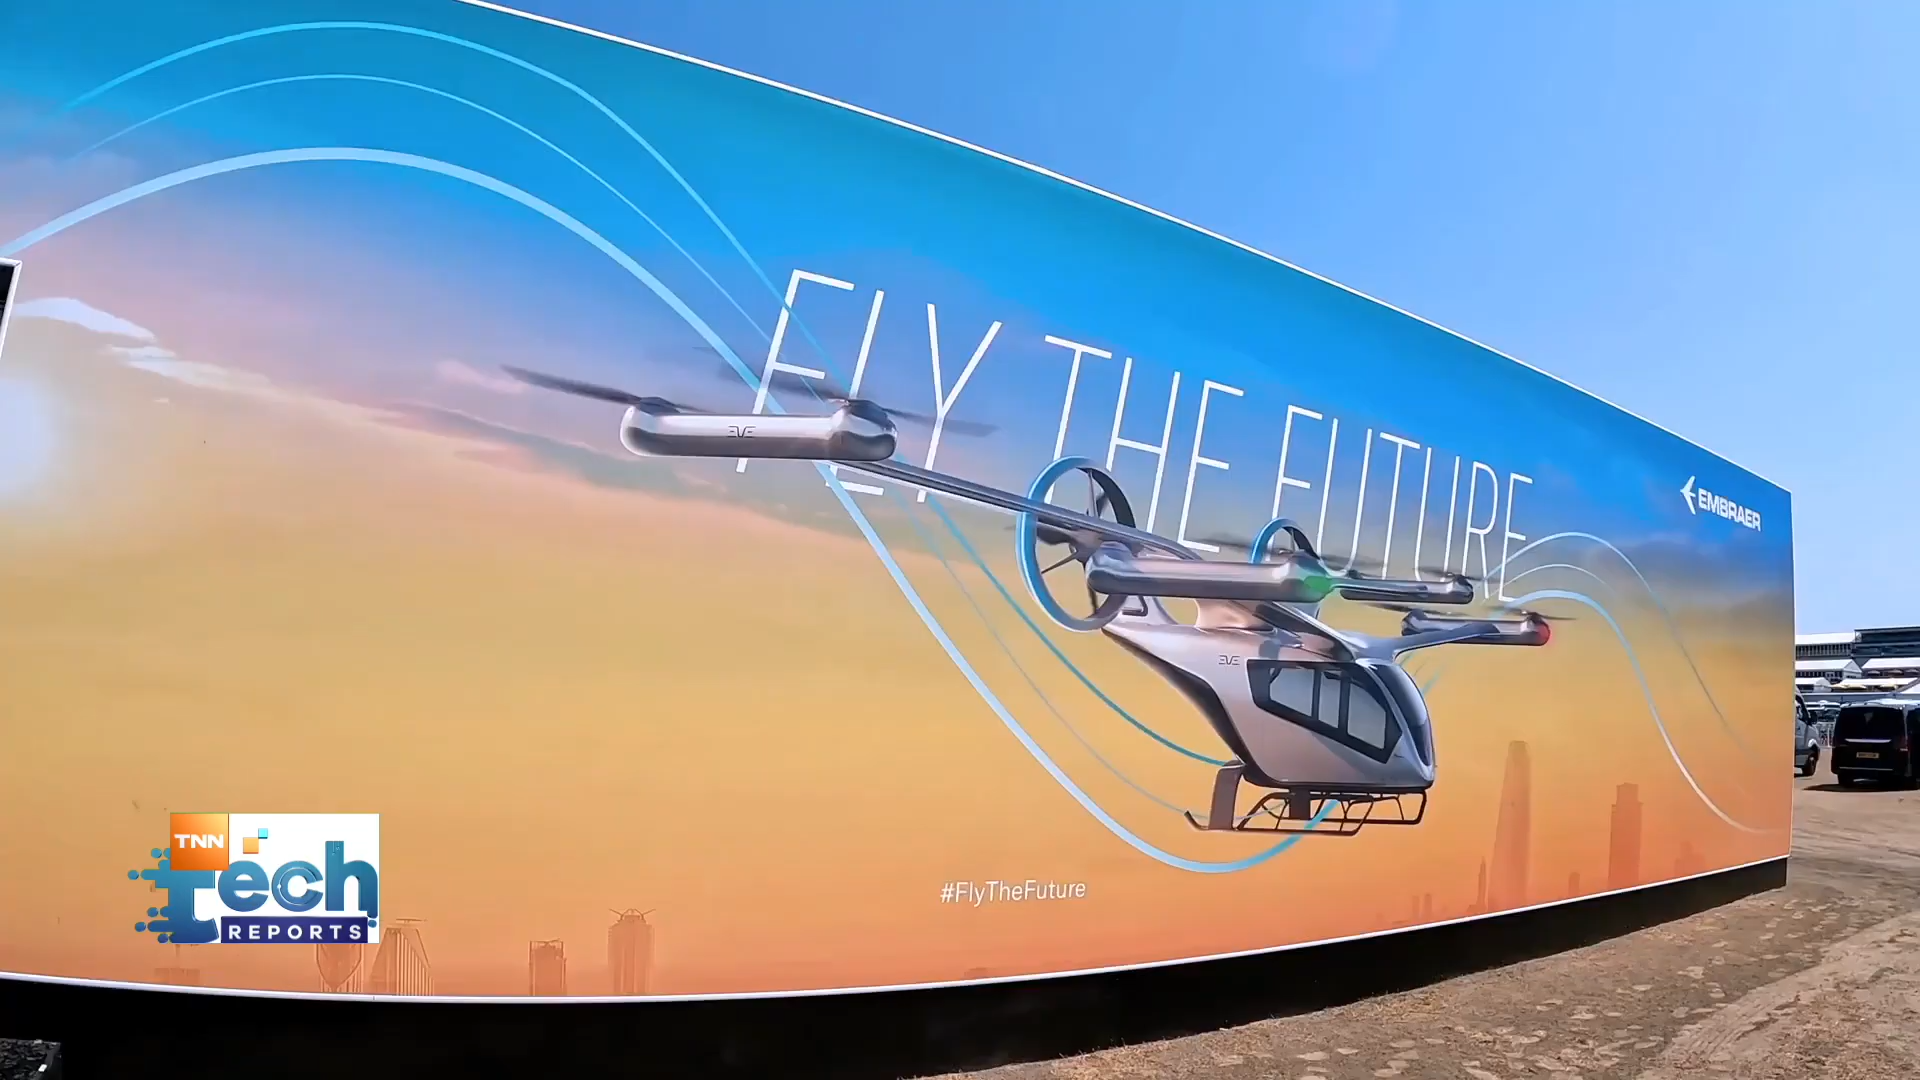 FLY THE FUTURE
EMBRAER
EVE
EVE
#FlyTheFuture
TNN
Tech
REPORTS